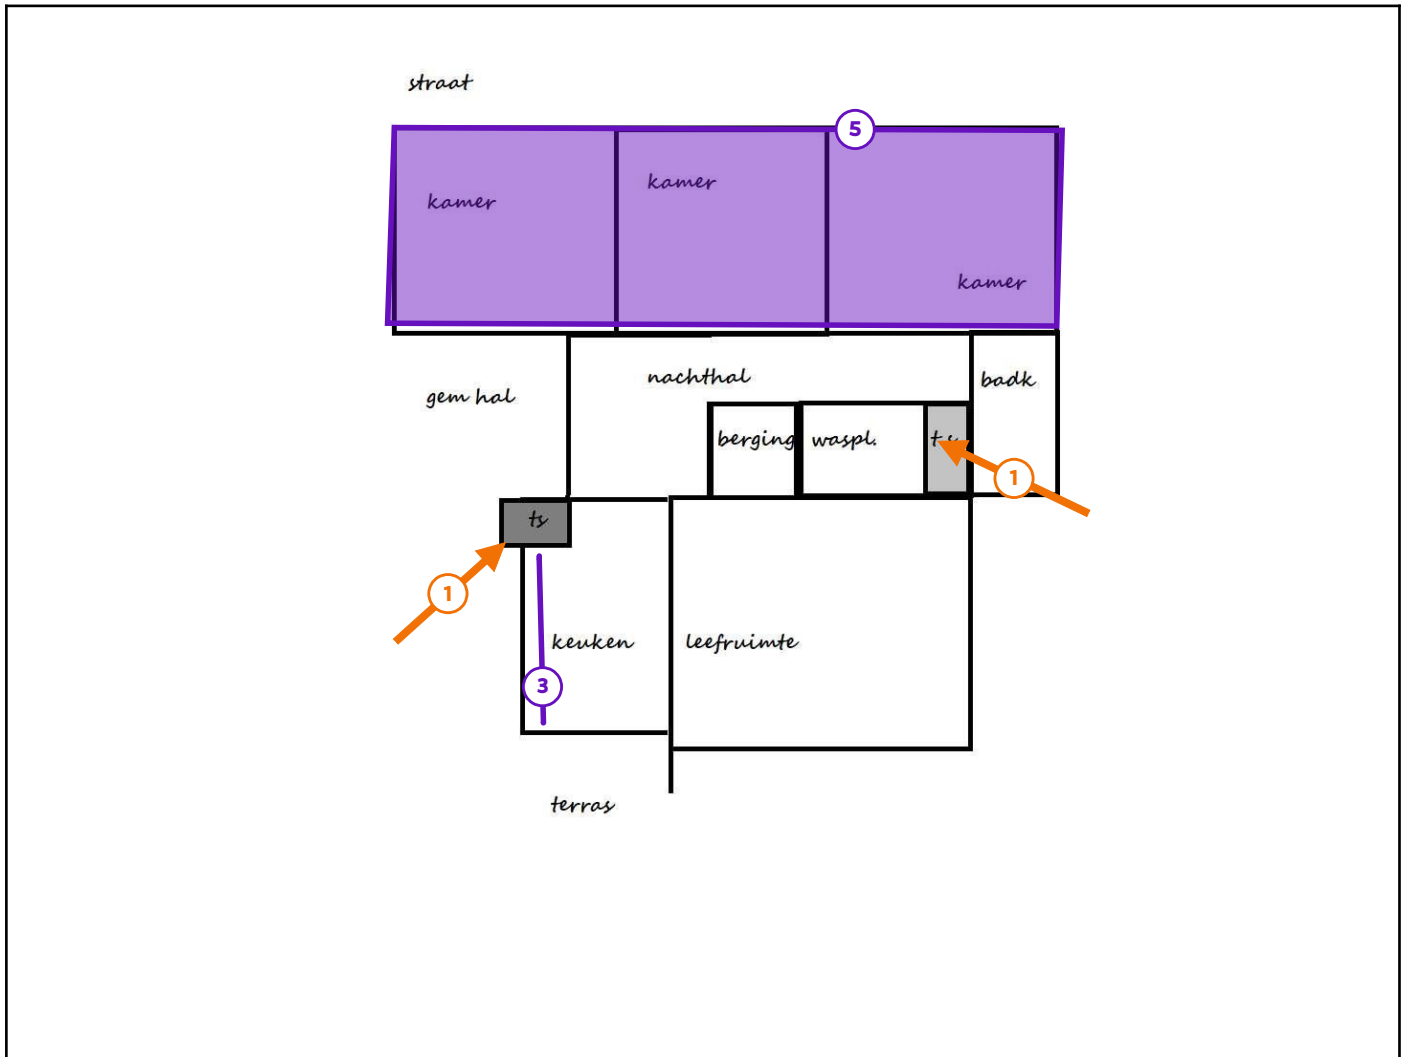 straat
5
kamer
kamer
kamer
nachthal
badk
gem hal
berging
waspl.
1
ts
1
keuken
leefruimte
3
terras